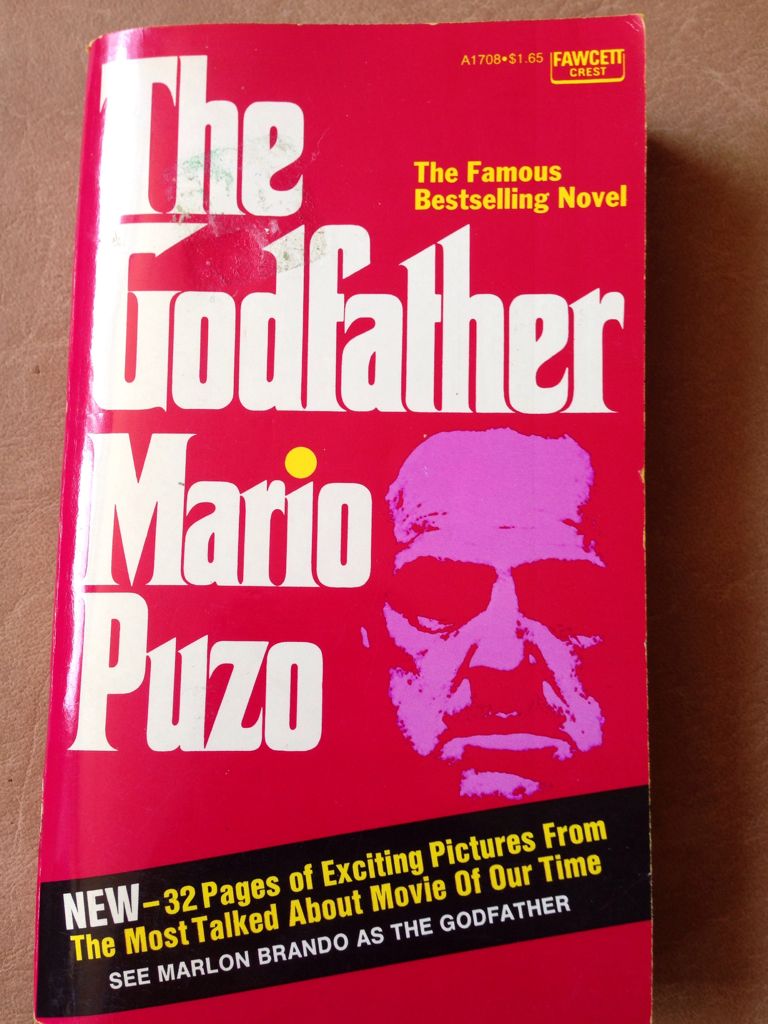 A1708•$1.65 FAWCETT
CREST
The
The Famous
Bestselling Novel
Godfather
Mario
Puzo
NEW–32 Pages of Exciting Pictures From
The Most Talked About Movie Of Our Time
SEE MARLON BRANDO AS THE GODFATHER